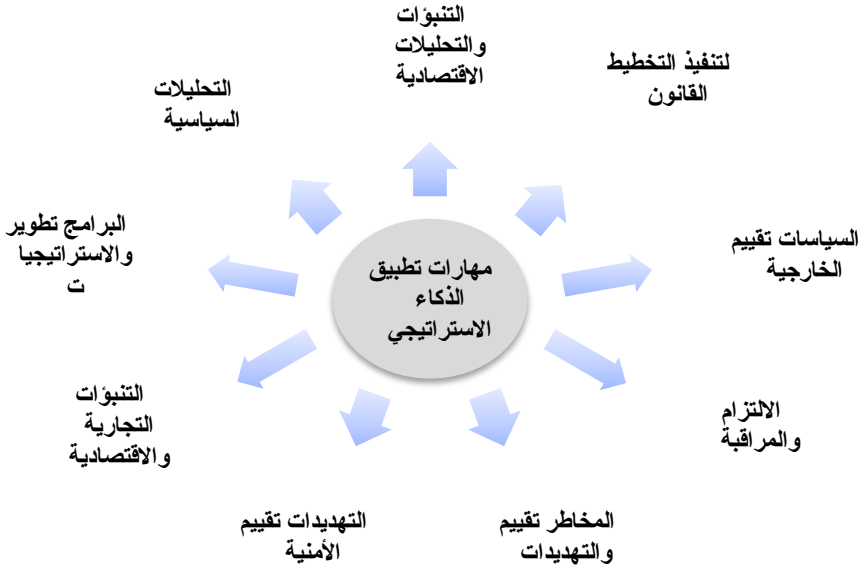 التنبؤات
والتحليلات
الاقتصادية
لتنفيذ التخطيط
القانون
السياسات تقييم
الخارجية
الالتزام
والمراقبة
المخاطر تقييم
والتهديدات
التهديدات تقييم
الأمنية
التنبؤات
التجارية
والاقتصادية
البرامج تطوير
والاستراتيجيا
ت
التحليلات
السياسية
مهارات تطبيق
الذكاء
الاستراتيجي